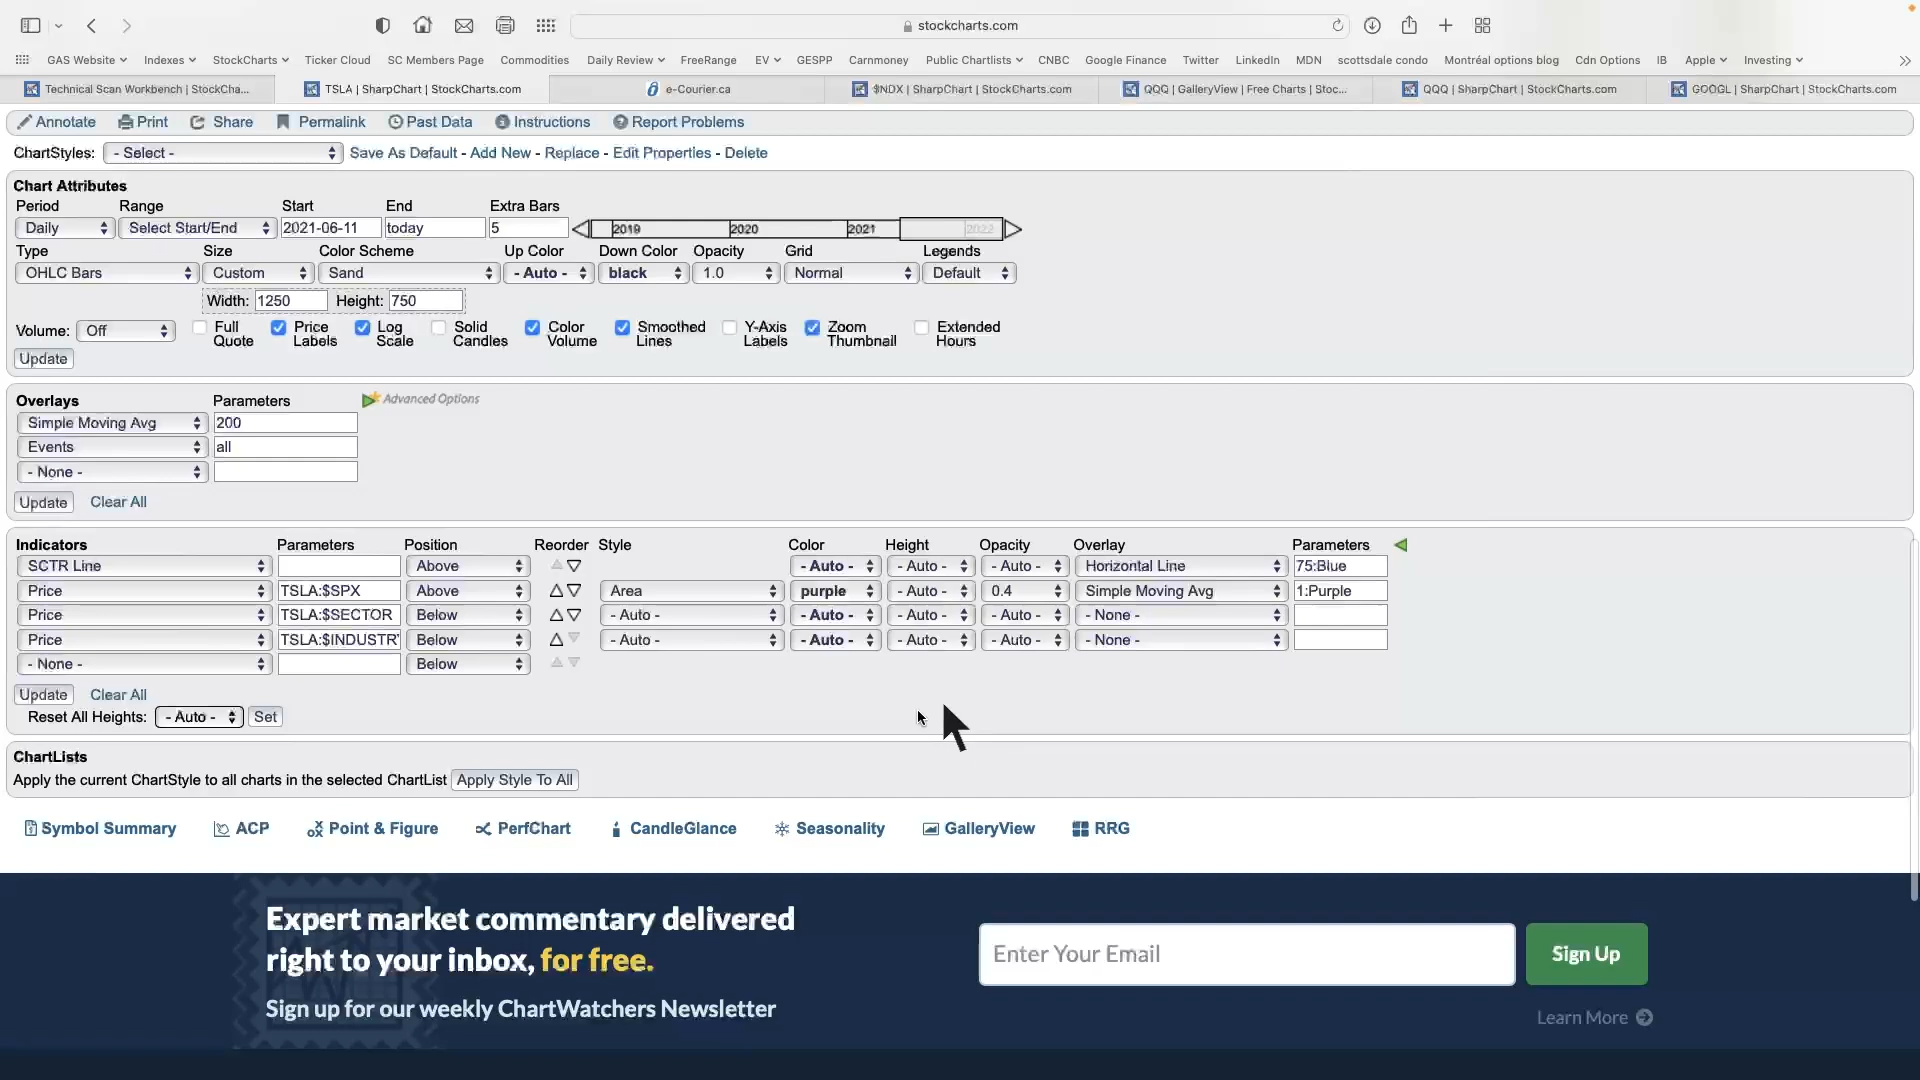 stockcharts.com
GAS Website Indexes StockCharts Ticker Cloud SC Members Page Commodities Daily Review FreeRange EV GESPP Carnmoney Public Chartlists CNBC Google Finance Twitter LinkedIn MDN scottsdale condo Montréal options blog Cdn Options IB Apple Investing
Technical Scan Workbench | StockCha... TSLA | SharpChart | StockCharts.com e-Courier.ca $NDX | SharpChart | StockCharts.com QQQ | GalleryView | Free Charts | Stoc... QQQ | SharpChart | StockCharts.com GOOGL | SharpChart | StockCharts.com
Annotate Print Share Permalink Past Data Instructions Report Problems
ChartStyles: - Select - Save As Default - Add New - Replace - Edit Properties - Delete
Chart Attributes
Period Range Start End Extra Bars
Daily Select Start/End 2021-06-11 today 5 2019 2020 2021 2022
Type Size Color Scheme Up Color Down Color Opacity Grid Legends
OHLC Bars Custom Sand - Auto - black 1.0 Normal Default
Width: 1250 Height: 750
Volume: Off Full Quote Price Labels Log Scale Solid Candles Color Volume Smoothed Lines Y-Axis Labels Zoom Thumbnail Extended Hours
Update
Overlays Parameters Advanced Options
Simple Moving Avg 200
Events all
- None -
Update Clear All
Indicators Parameters Position Reorder Style Color Height Opacity Overlay Parameters
SCTR Line Above - Auto - - Auto - - Auto - Horizontal Line 75:Blue
Price TSLA:$SPX Above Area purple - Auto - 0.4 Simple Moving Avg 1:Purple
Price TSLA:$SECTOR Below - Auto - - Auto - - Auto - - Auto - - None -
Price TSLA:$INDUSTRY Below - Auto - - Auto - - Auto - - Auto - - None -
- None - Below
Update Clear All
Reset All Heights: - Auto - Set
ChartLists
Apply the current ChartStyle to all charts in the selected ChartList Apply Style To All
Symbol Summary ACP Point & Figure PerfChart CandleGlance Seasonality GalleryView RRG
Expert market commentary delivered
right to your inbox, for free.
Sign up for our weekly ChartWatchers Newsletter
Enter Your Email
Sign Up
Learn More